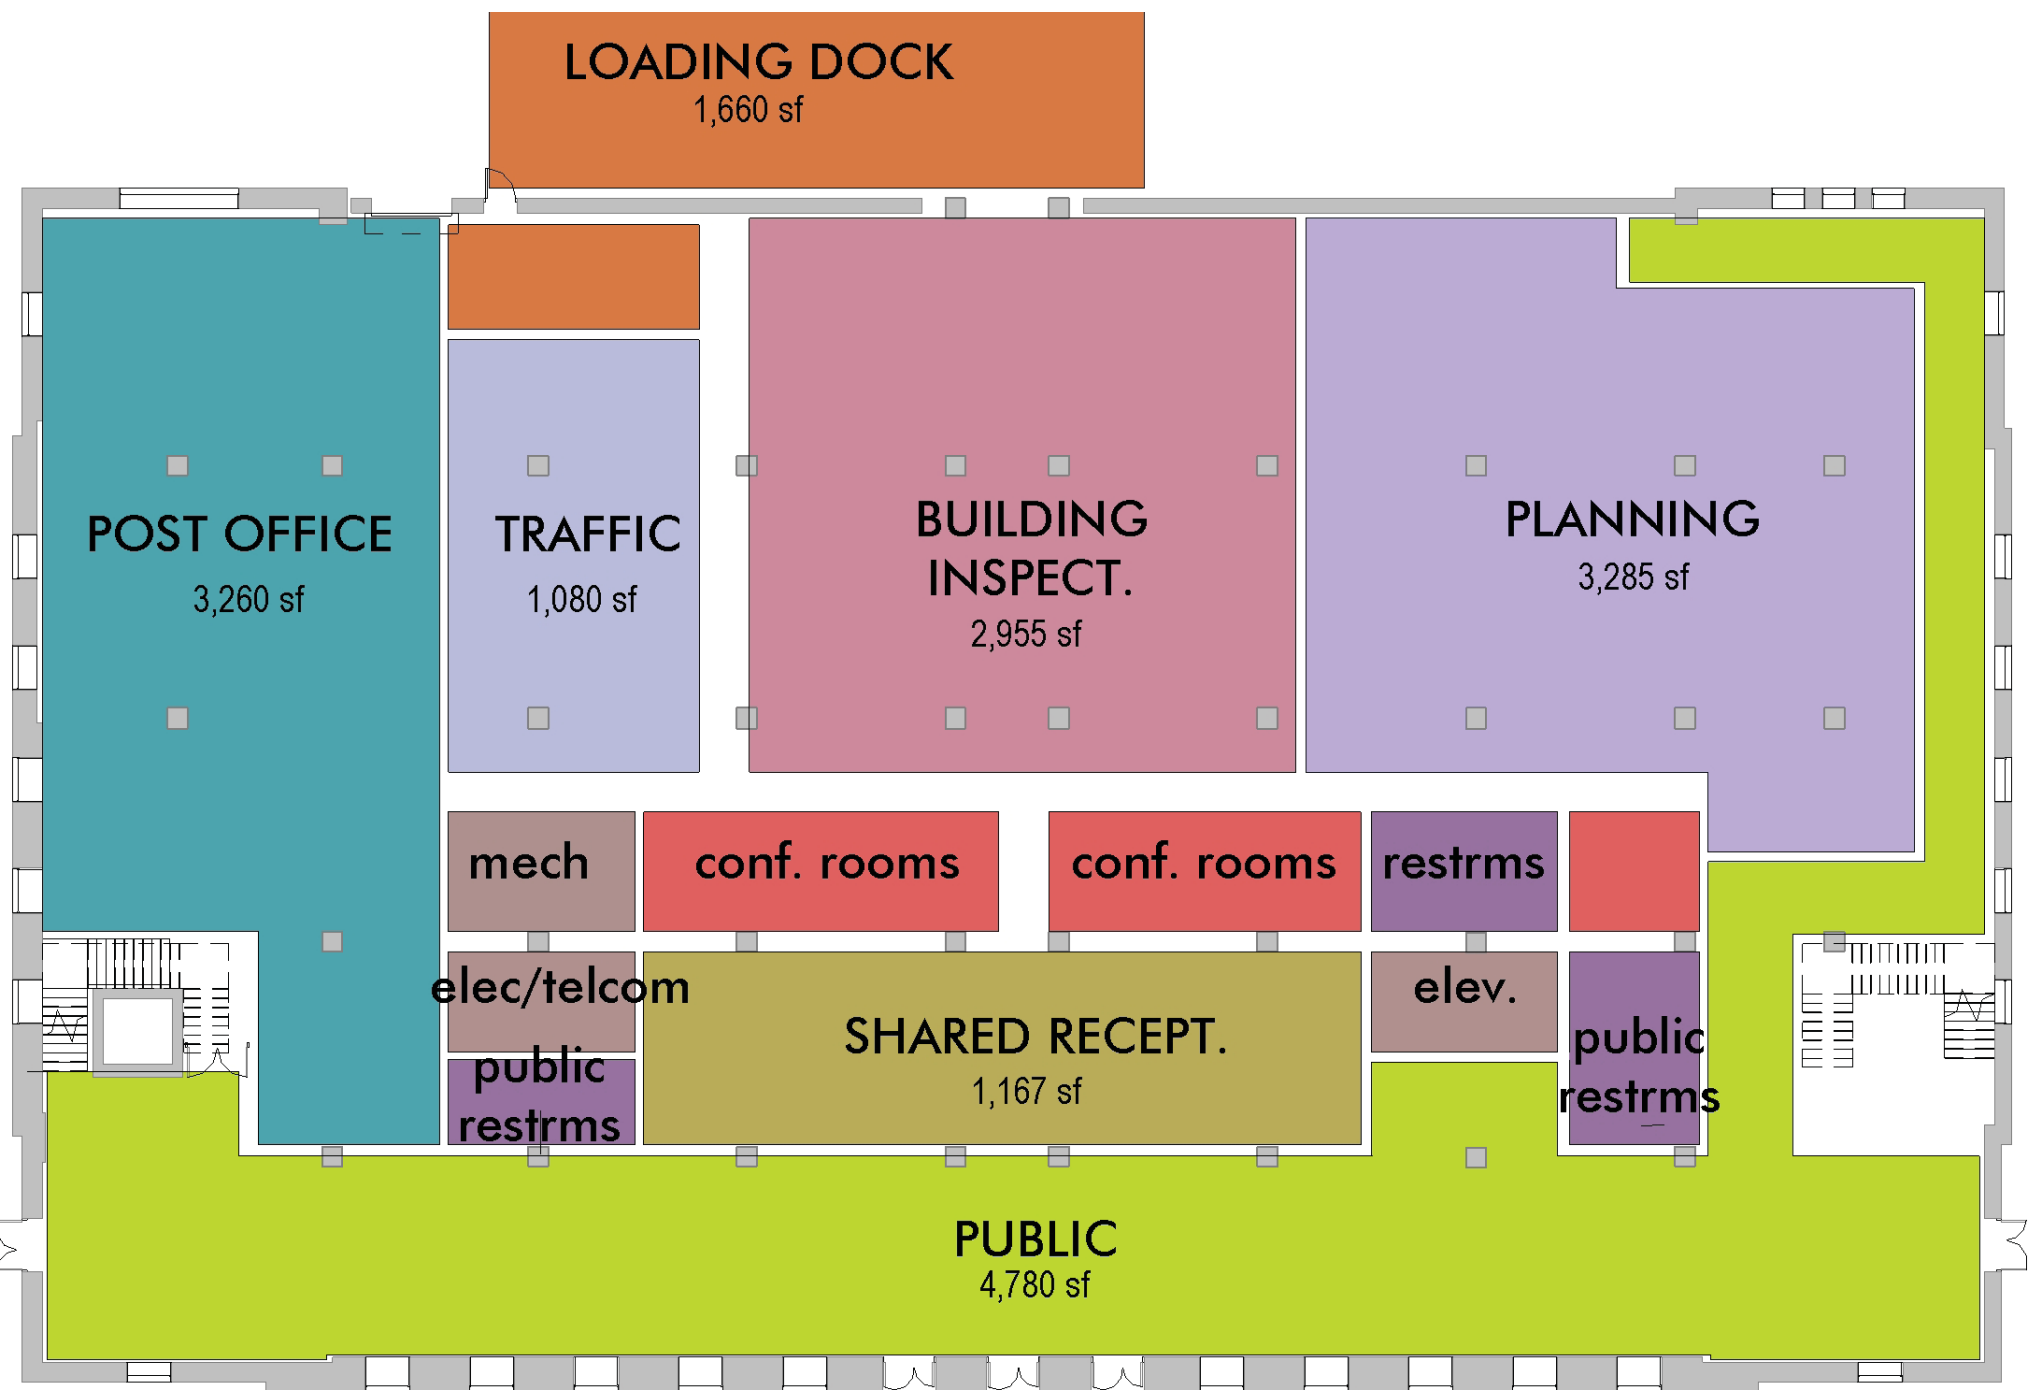 LOADING DOCK
1,660 sf
POST OFFICE
3,260 sf
TRAFFIC
1,080 sf
BUILDING
INSPECT.
2,955 sf
PLANNING
3,285 sf
mech
conf. rooms
conf. rooms
restrms
elec/telcom
public
restrms
SHARED RECEPT.
1,167 sf
elev.
public
restrms
PUBLIC
4,780 sf